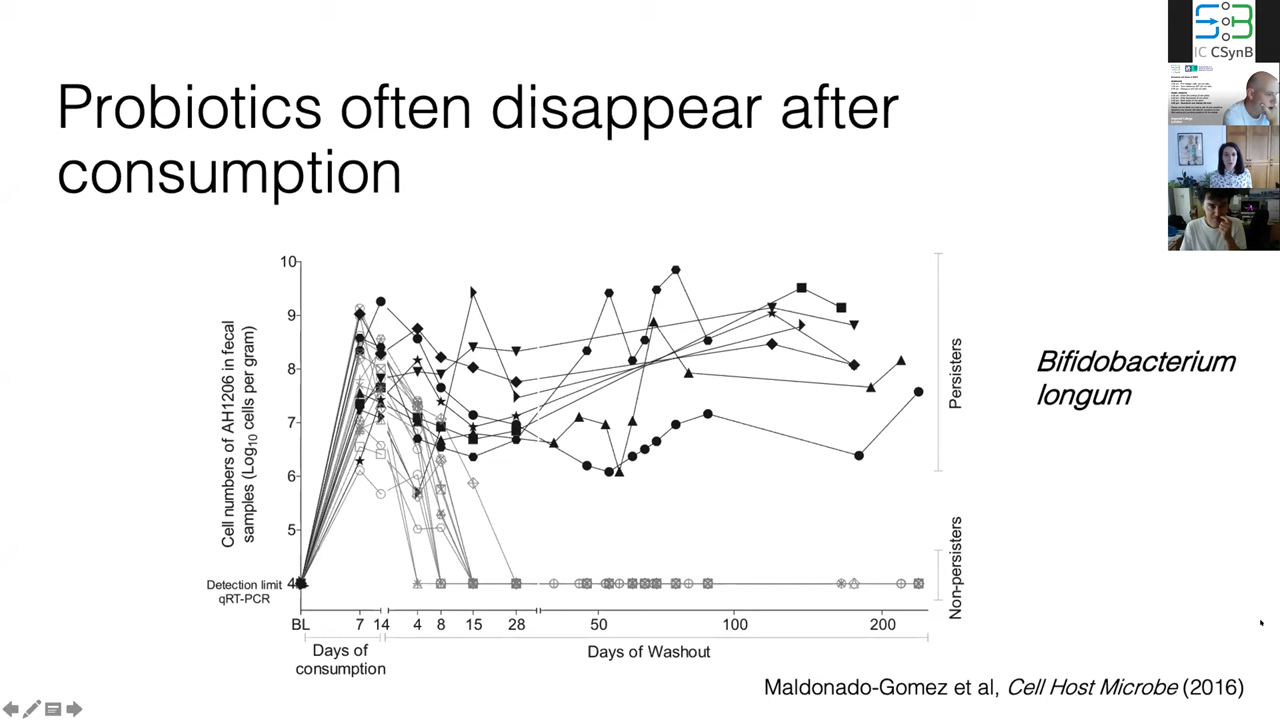 Probiotics often disappear after
consumption
IC CSynB
10
9
8
7
6
5
4
Cell numbers of AH1206 in fecal
samples (Log10 cells per gram)
Detection limit
qRT-PCR
BL 7 14 4 8 15 28 50 100 200
Days of
consumption
Days of Washout
Persisters
Non-persisters
Bifidobacterium
longum
Maldonado-Gomez et al, Cell Host Microbe (2016)